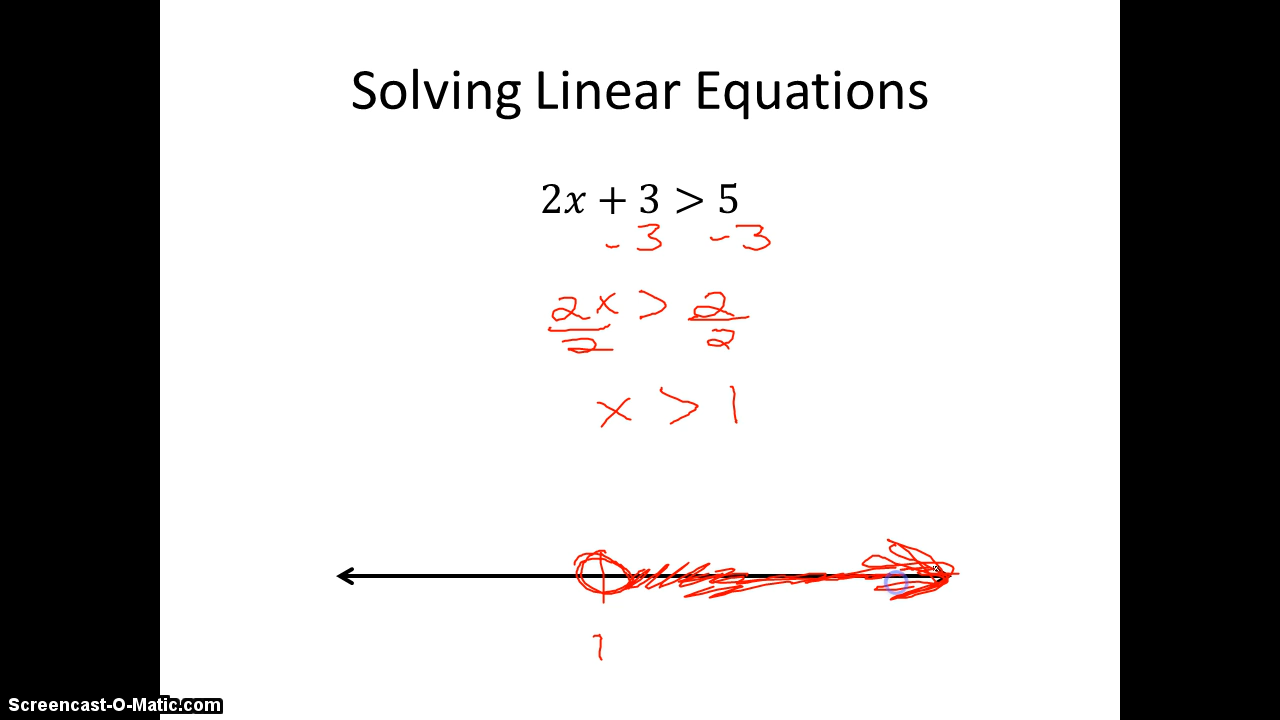 Solving Linear Equations
2x + 3 > 5
- 3 - 3
2x > 2
2 2
x > 1
1
Screencast-O-Matic.com